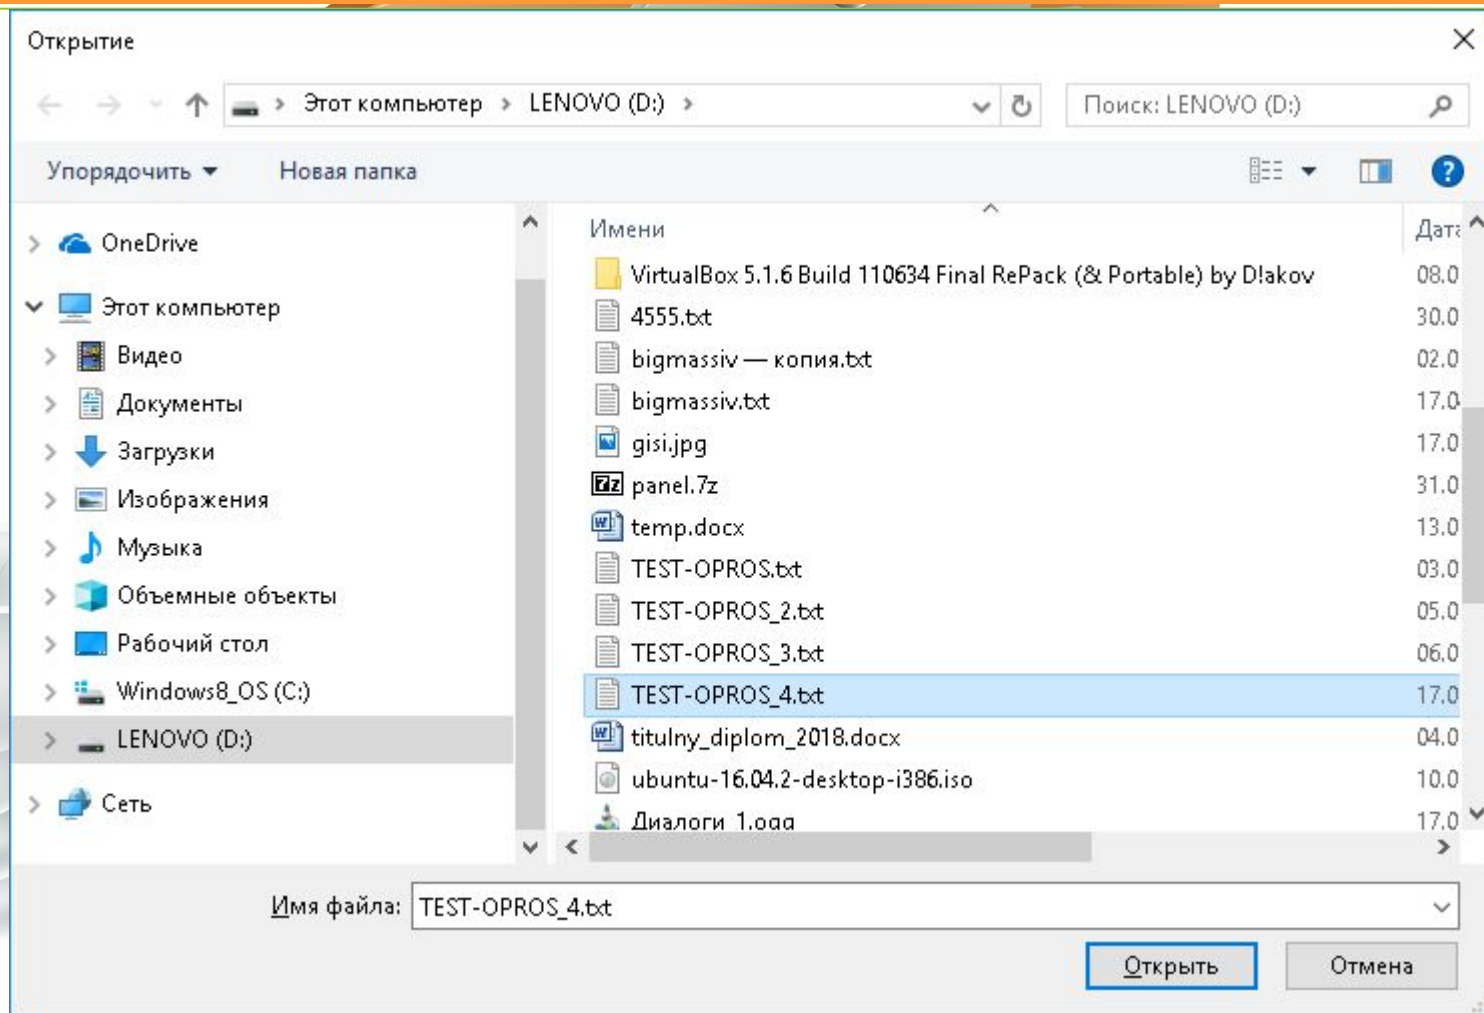 Открытие
Этот компьютер > LENOVO (D:) >
Поиск: LENOVO (D:)
Упорядочить
Новая папка
OneDrive
Этот компьютер
Видео
Документы
Загрузки
Изображения
Музыка
Объемные объекты
Рабочий стол
Windows8_OS (C:)
LENOVO (D:)
Сеть
Имени
VirtualBox 5.1.6 Build 110634 Final RePack (& Portable) by D!akov 08.0
4555.txt 30.0
bigmassiv — копия.txt 02.0
bigmassiv.txt 17.0
gisi.jpg 17.0
panel.7z 31.0
temp.docx 13.0
TEST-OPROS.txt 03.0
TEST-OPROS_2.txt 05.0
TEST-OPROS_3.txt 06.0
TEST-OPROS_4.txt 17.0
titulny_diplom_2018.docx 04.0
ubuntu-16.04.2-desktop-i386.iso 10.0
Диалоги_1.ogg 17.0
Имя файла: TEST-OPROS_4.txt
Открыть
Отмена